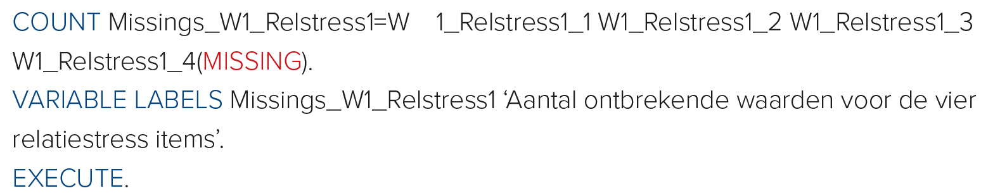 COUNT Missings_W1_Relstress1=W 1_Relstress1_1 W1_Relstress1_2 W1_Relstress1_3
W1_Relstress1_4(MISSING).
VARIABLE LABELS Missings_W1_Relstress1 ‘Aantal ontbrekende waarden voor de vier
relatiestress items’.
EXECUTE.